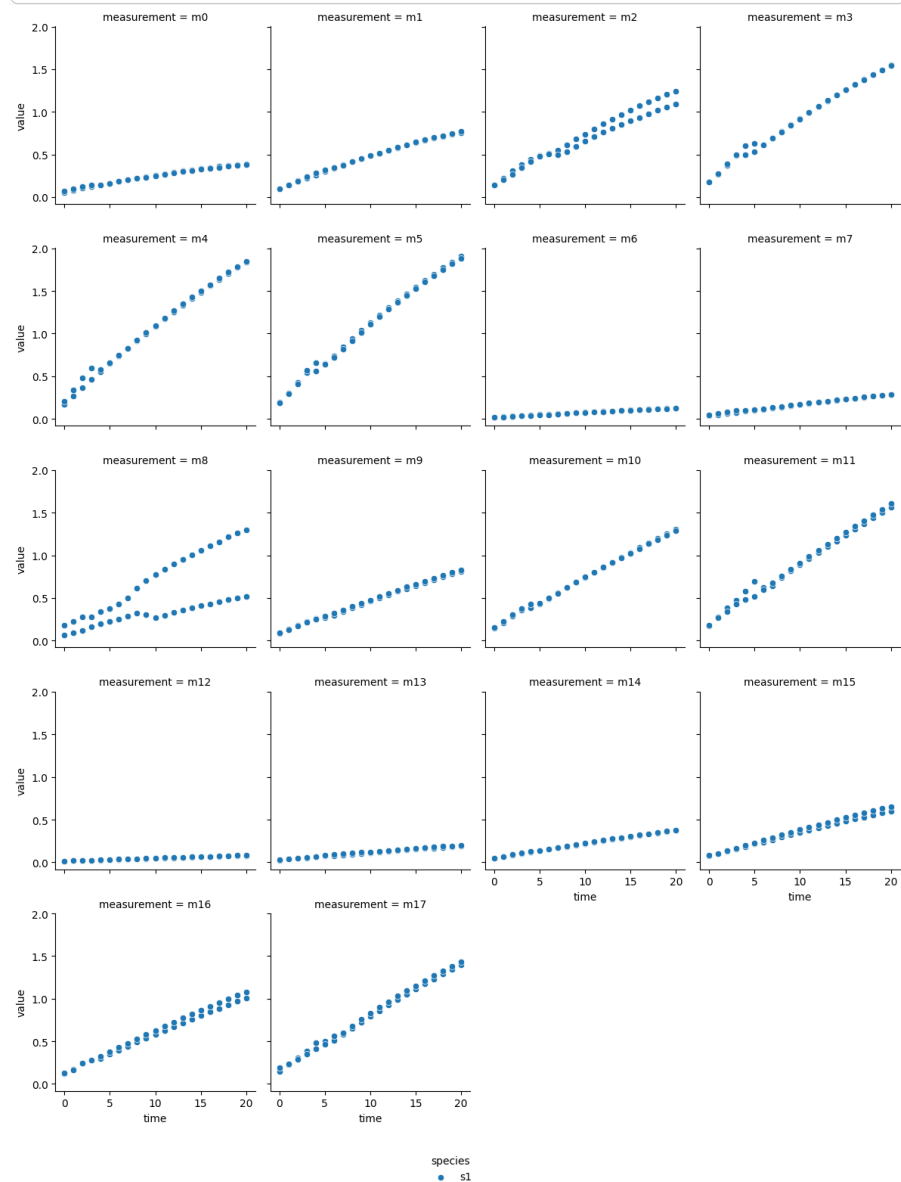 measurement = m0 measurement = m1 measurement = m2 measurement = m3
2.0
1.5
1.0
0.5
0.0
value
measurement = m4 measurement = m5 measurement = m6 measurement = m7
2.0
1.5
1.0
0.5
0.0
value
measurement = m8 measurement = m9 measurement = m10 measurement = m11
2.0
1.5
1.0
0.5
0.0
value
measurement = m12 measurement = m13 measurement = m14 measurement = m15
2.0
1.5
1.0
0.5
0.0
value
0 5 10 15 20 0 5 10 15 20
time time
measurement = m16 measurement = m17
2.0
1.5
1.0
0.5
0.0
value
0 5 10 15 20 0 5 10 15 20
time time
species
s1